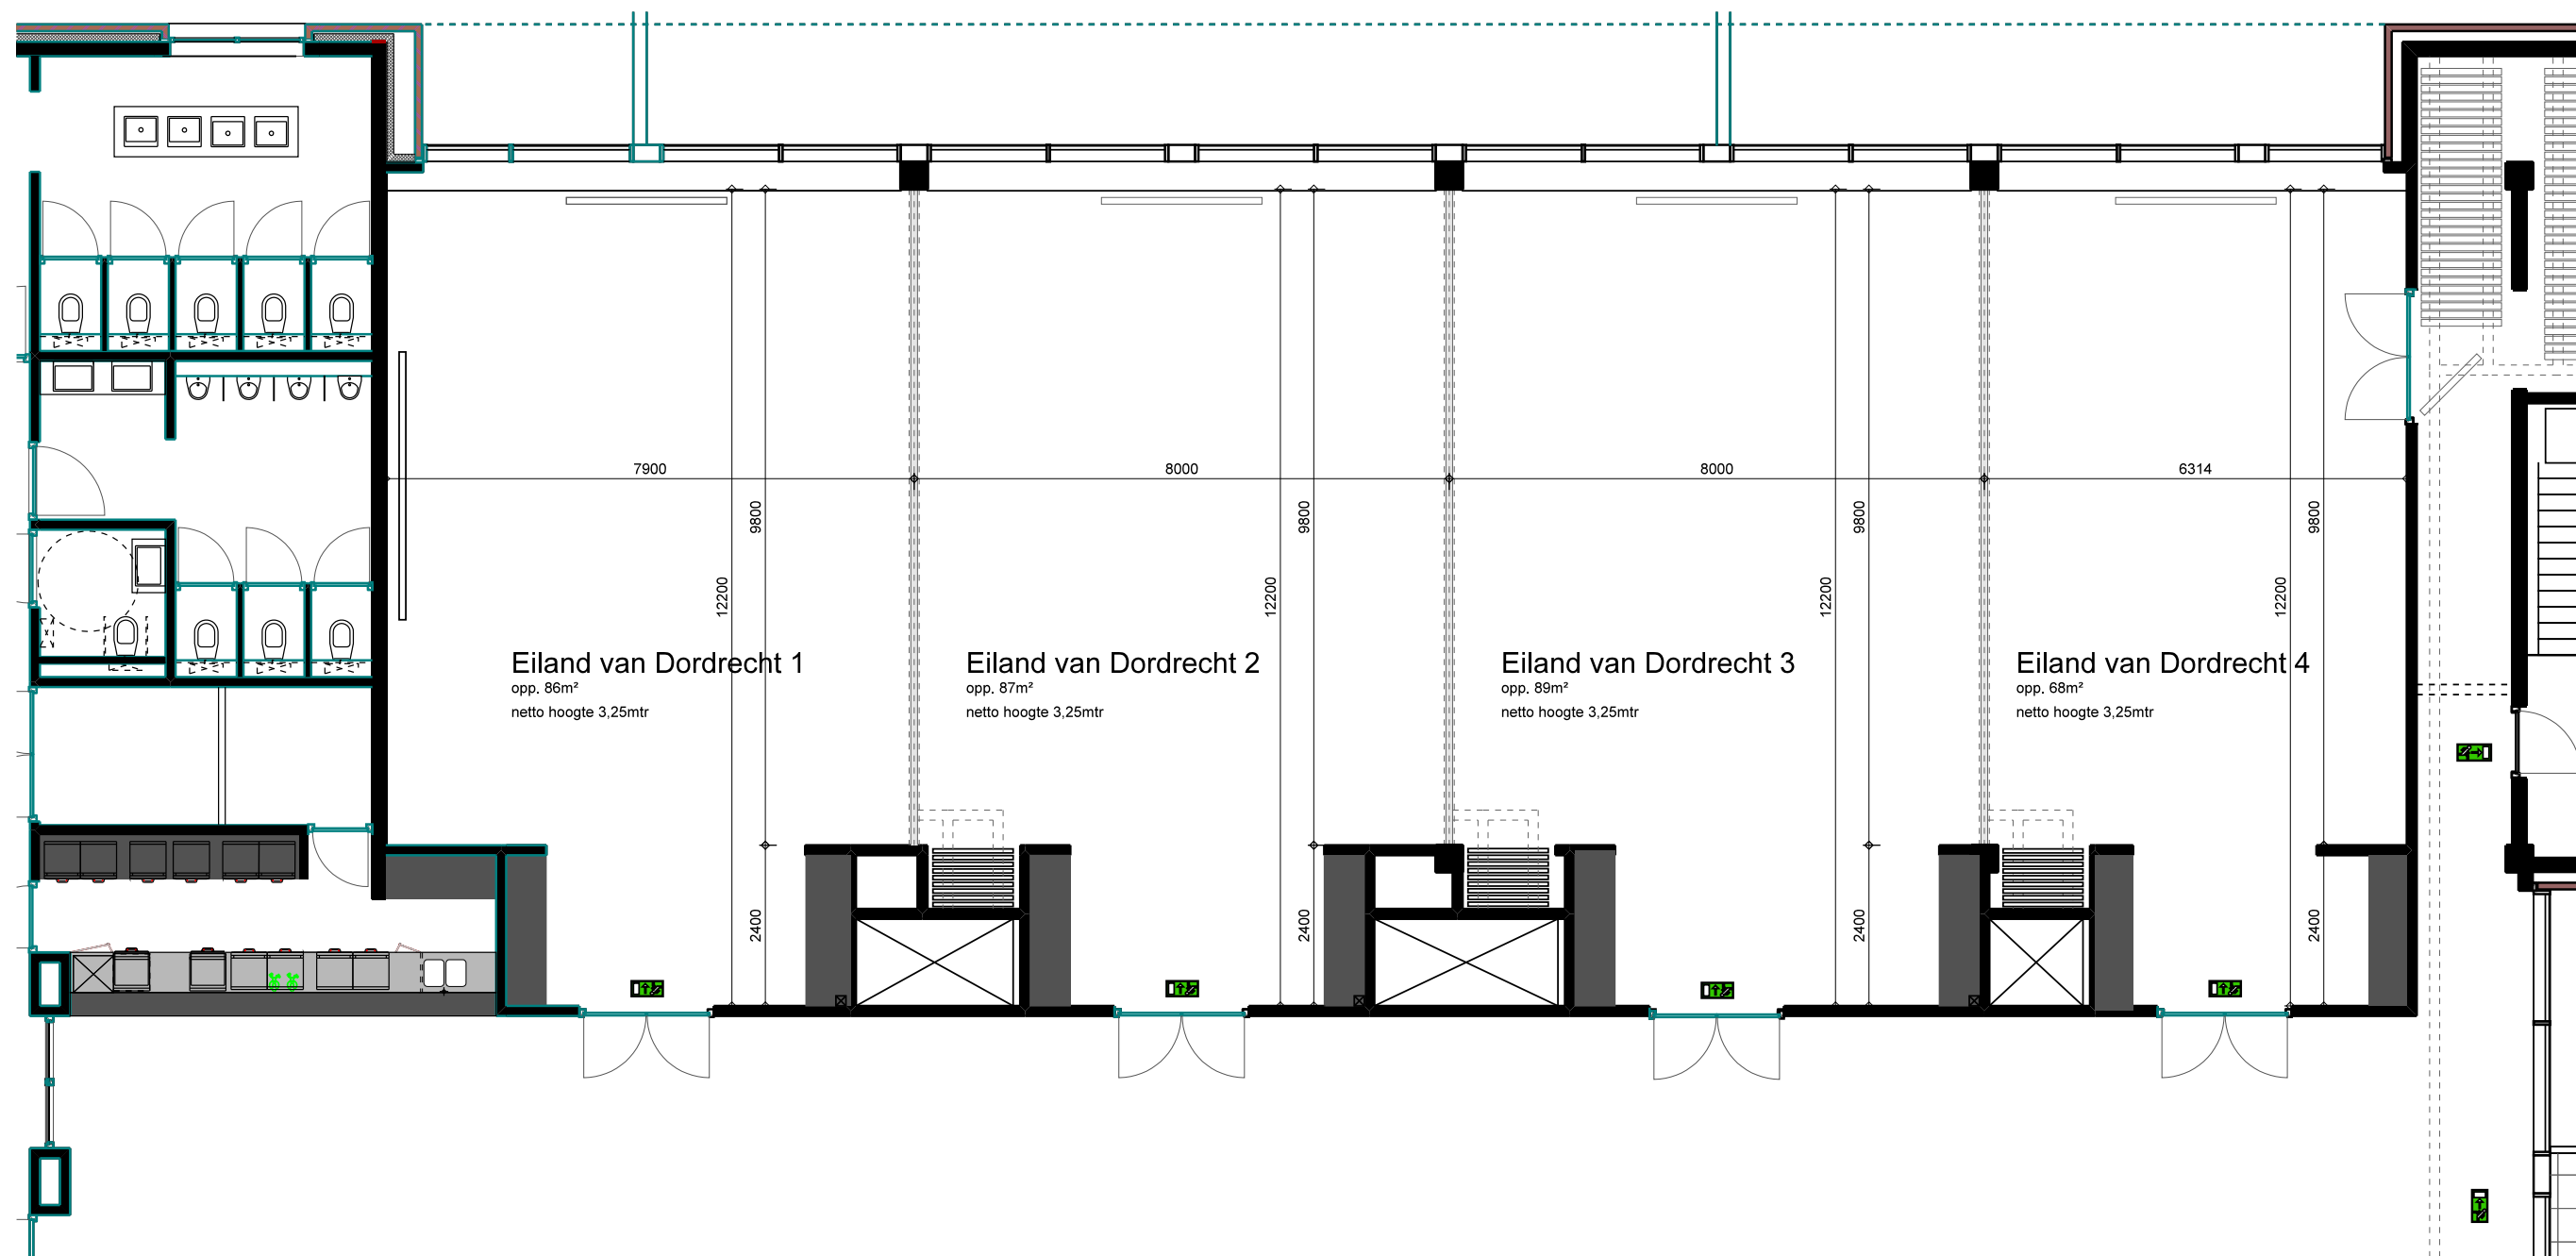 7900
8000
8000
6314
9800
9800
9800
9800
12200
12200
12200
12200
Eiland van Dordrecht 1
opp. 86m²
netto hoogte 3,25mtr
Eiland van Dordrecht 2
opp. 87m²
netto hoogte 3,25mtr
Eiland van Dordrecht 3
opp. 89m²
netto hoogte 3,25mtr
Eiland van Dordrecht 4
opp. 68m²
netto hoogte 3,25mtr
2400
2400
2400
2400